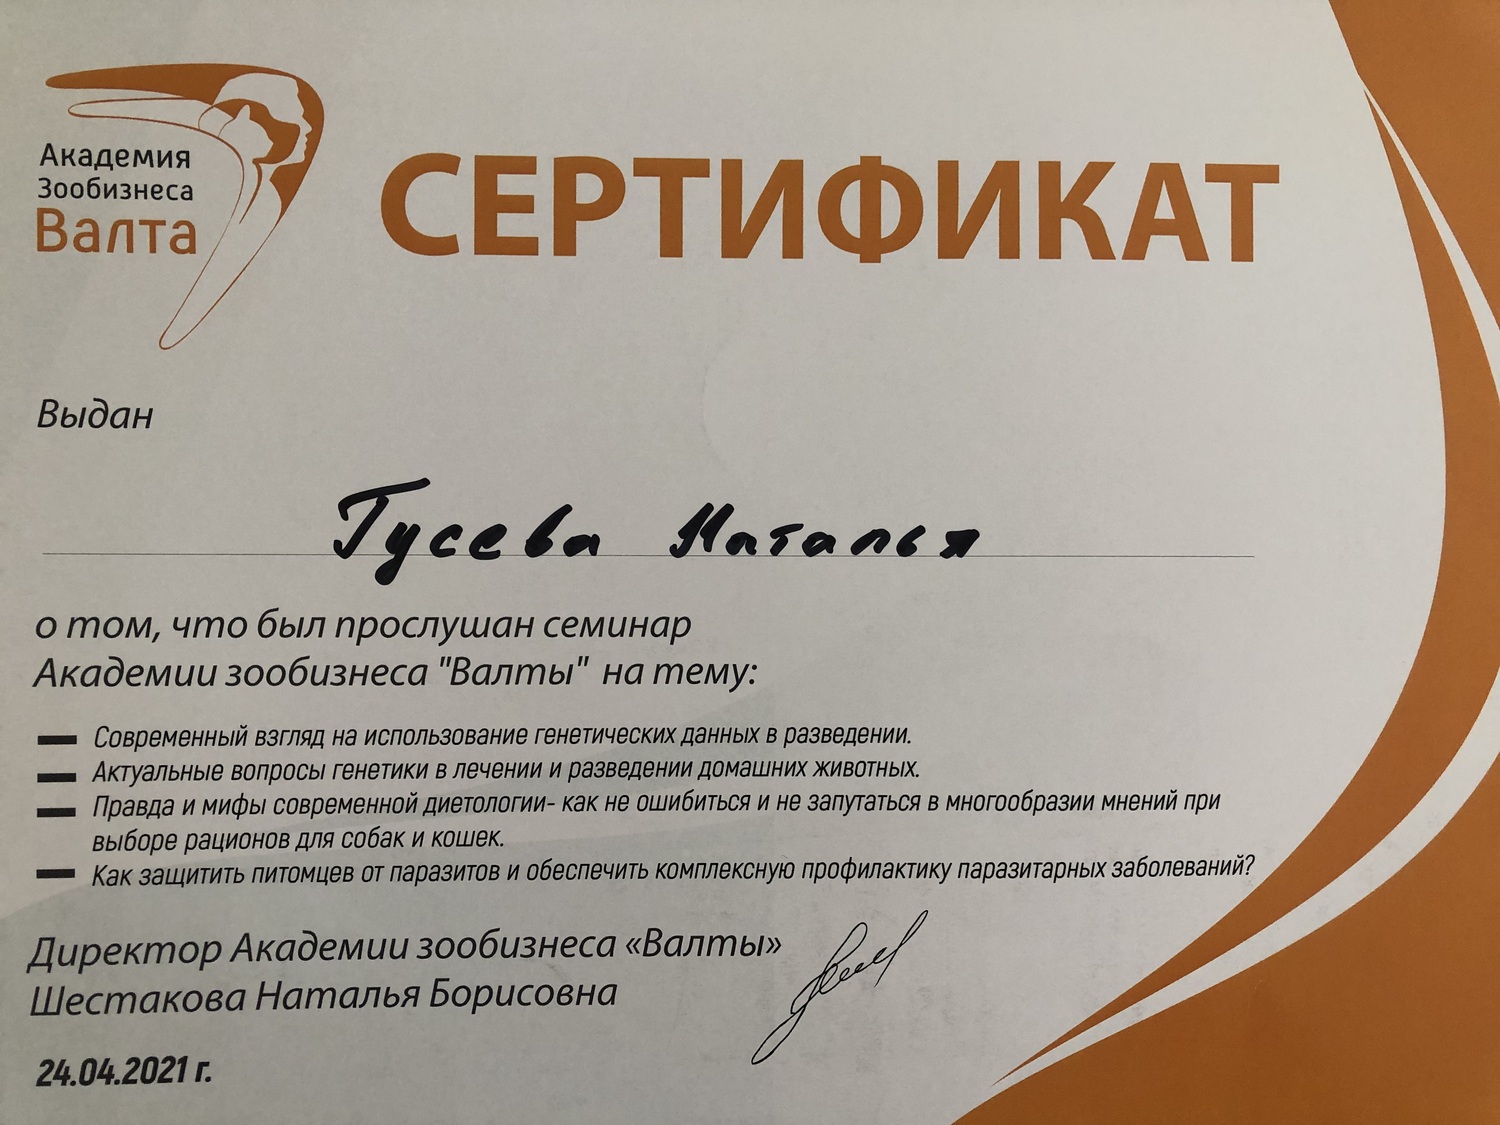 Академия
Зообизнеса
Валта
СЕРТИФИКАТ
Выдан
Гусева Наталья
о том, что был прослушан семинар
Академии зообизнеса "Валты" на тему:
Современный взгляд на использование генетических данных в разведении.
Актуальные вопросы генетики в лечении и разведении домашних животных.
Правда и мифы современной диетологии- как не ошибиться и не запутаться в многообразии мнений при
выборе рационов для собак и кошек.
Как защитить питомцев от паразитов и обеспечить комплексную профилактику паразитарных заболеваний?
Директор Академии зообизнеса «Валты»
Шестакова Наталья Борисовна
24.04.2021 г.